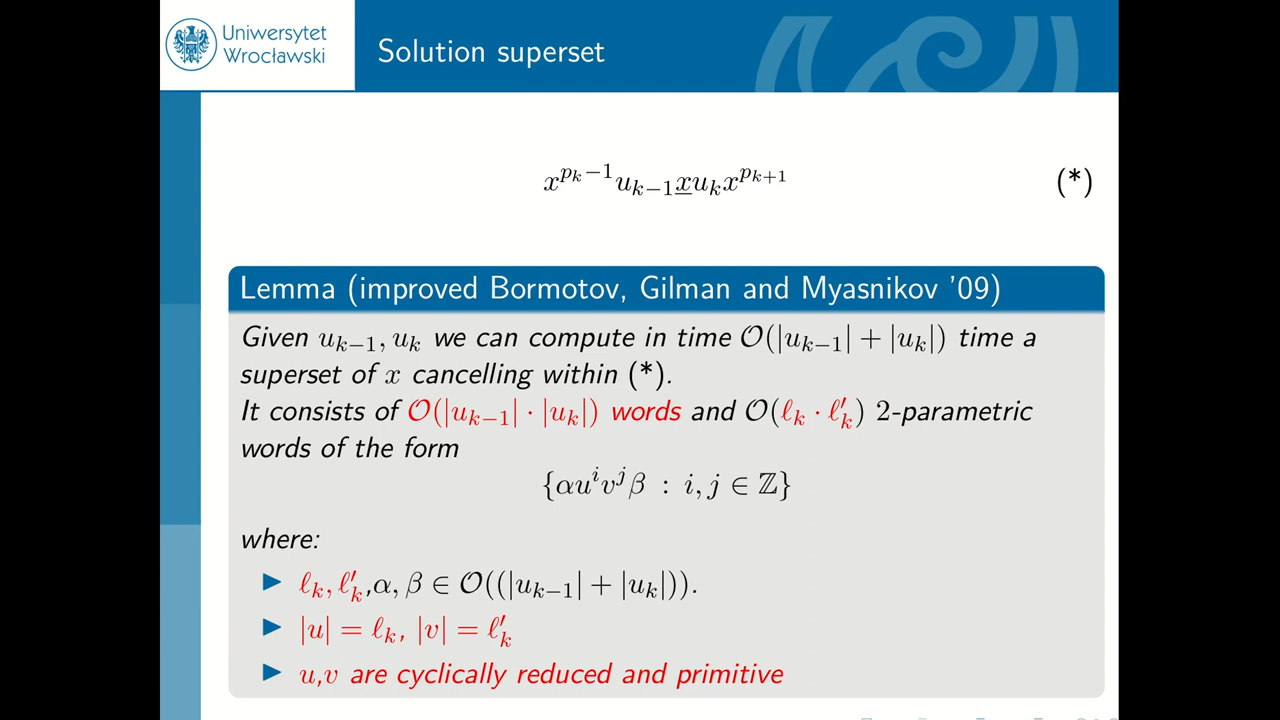 Uniwersytet
Wrocławski
Solution superset
x^{p_k−1}u_{k−1}x̲u_kx^{p_{k+1}} (*)
Lemma (improved Bormotov, Gilman and Myasnikov '09)
Given u_{k−1}, u_k we can compute in time O(|u_{k−1}| + |u_k|) time a
superset of x cancelling within (*).
It consists of O(|u_{k−1}| · |u_k|) words and O(ℓ_k · ℓ′_k) 2-parametric
words of the form
{αu^iv^jβ : i, j ∈ ℤ}
where:
▶ ℓ_k, ℓ′_k,α, β ∈ O((|u_{k−1}| + |u_k|)).
▶ |u| = ℓ_k, |v| = ℓ′_k
▶ u,v are cyclically reduced and primitive